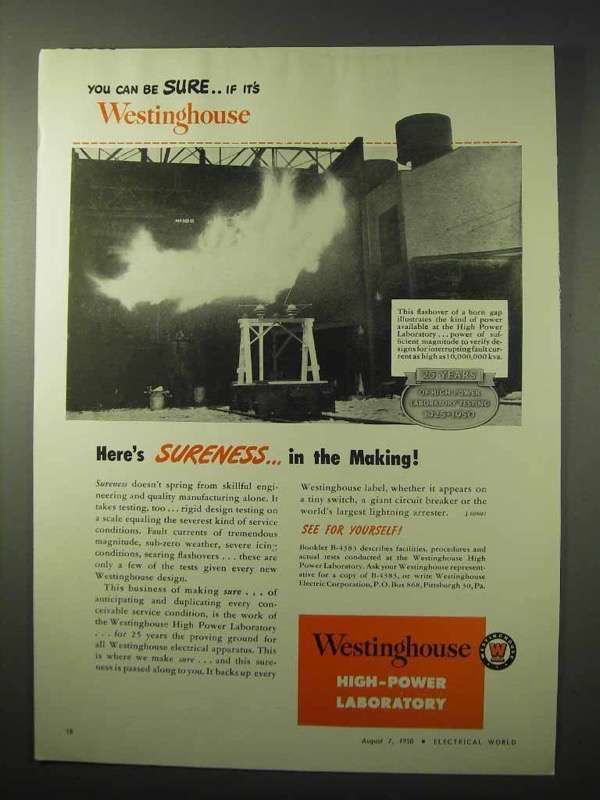 YOU CAN BE SURE.. IF IT'S
Westinghouse
This flashover of a horn gap
illustrates the kind of power
available at the High Power
Laboratory . . . power of suf-
ficient magnitude to verify de-
signs for interrupting fault cur-
rent as high as 10,000,000 kva.
25 YEARS
OF HIGH POWER
LABORATORY TESTING
1925-1950
Here's SURENESS... in the Making!
Sureness doesn't spring from skillful engi-
neering and quality manufacturing alone. It
takes testing, too . . . rigid design testing on
a scale equaling the severest kind of service
conditions. Fault currents of tremendous
magnitude, sub-zero weather, severe icing
conditions, searing flashovers . . . these are
only a few of the tests given every new
Westinghouse design.
This business of making sure . . . of
anticipating and duplicating every con-
ceivable service condition, is the work of
the Westinghouse High Power Laboratory
. . . for 25 years the proving ground for
all Westinghouse electrical apparatus. This
is where we make sure . . . and this sure-
ness is passed along to you. It backs up every
Westinghouse label, whether it appears on
a tiny switch, a giant circuit breaker or the
world's largest lightning arrester.
SEE FOR YOURSELF!
Booklet B-4383 describes facilities, procedures and
actual tests conducted at the Westinghouse High
Power Laboratory. Ask your Westinghouse represent-
ative for a copy of B-4383, or write Westinghouse
Electric Corporation, P.O. Box 868, Pittsburgh 30, Pa.
Westinghouse
WESTINGHOUSE
W
HIGH-POWER
LABORATORY
18
August 7, 1950 • ELECTRICAL WORLD